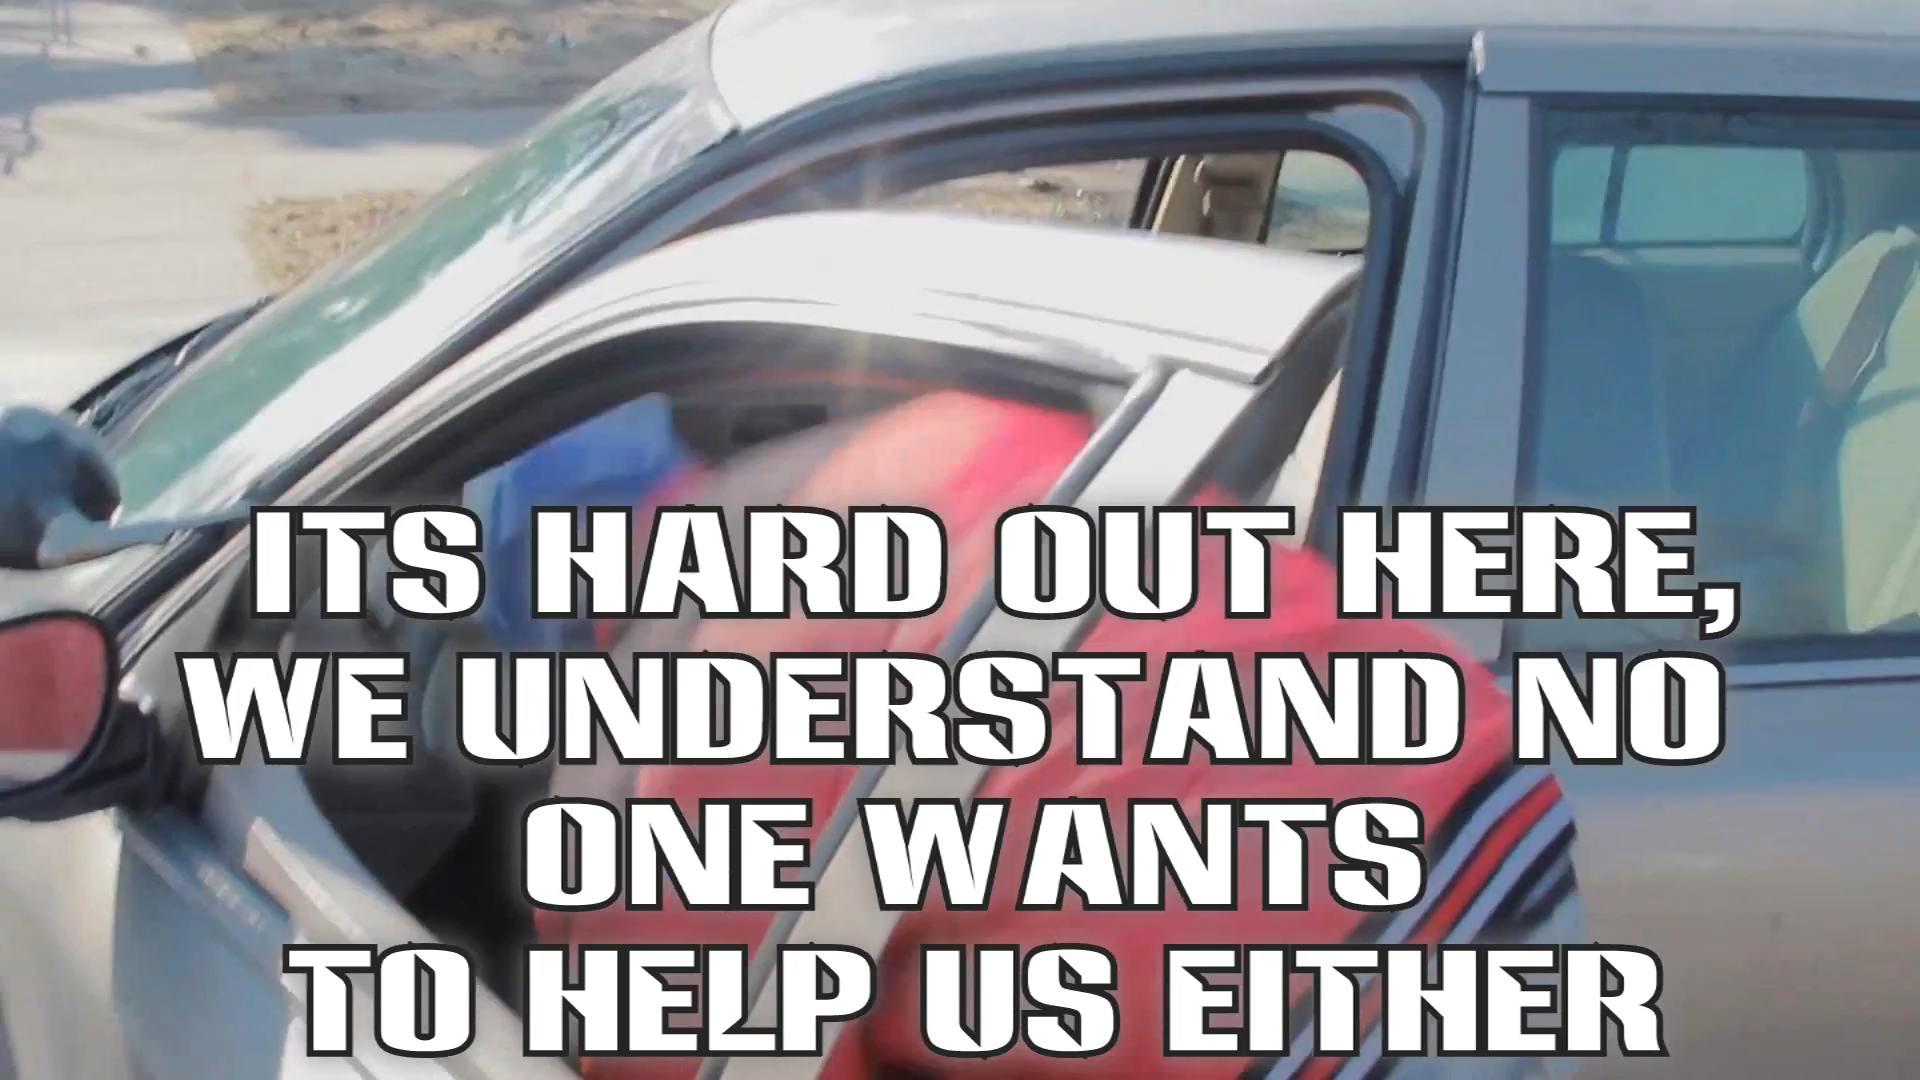 ITS HARD OUT HERE,
WE UNDERSTAND NO
ONE WANTS
TO HELP US EITHER